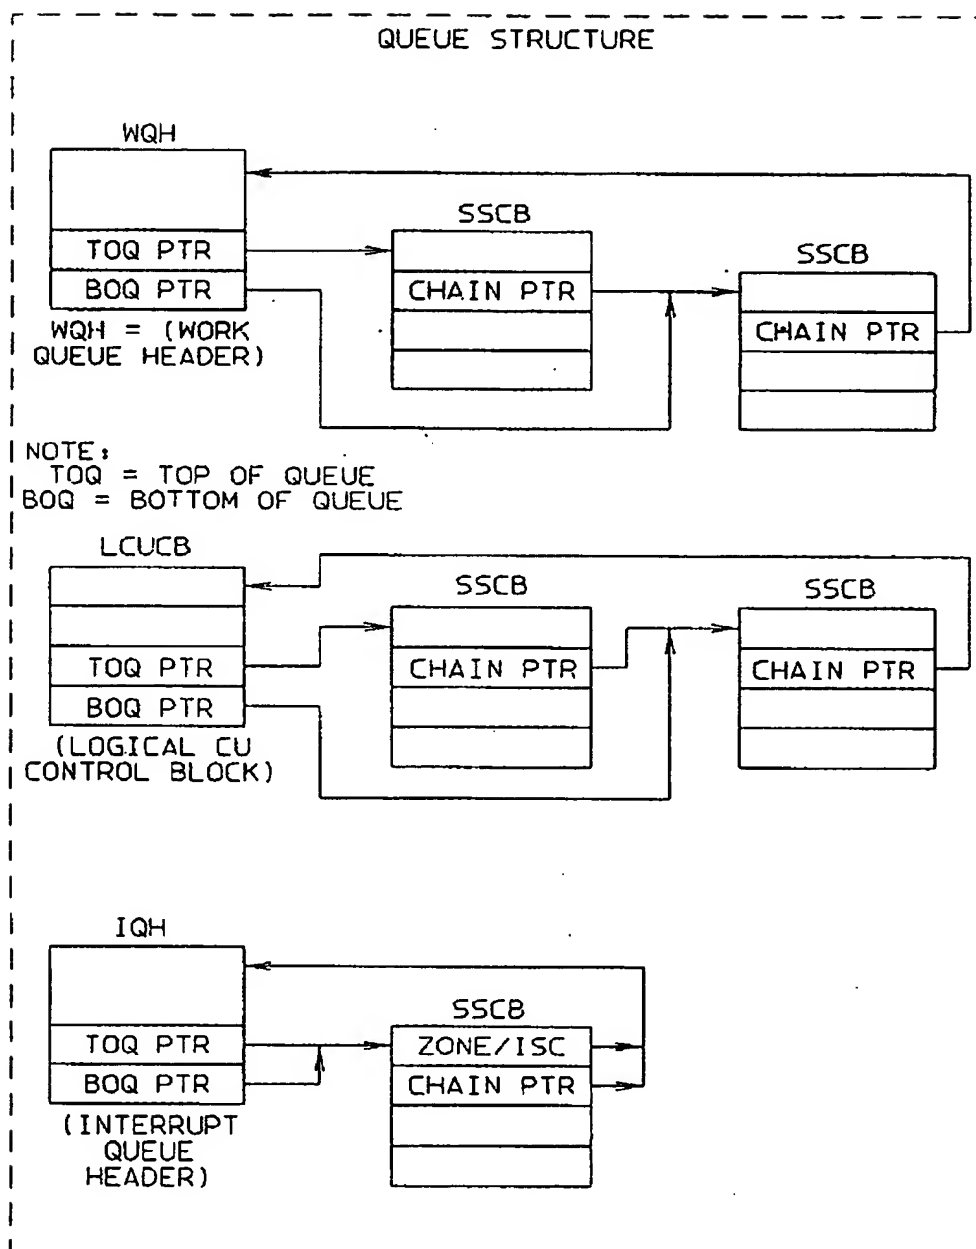 QUEUE STRUCTURE
WQH
TOQ PTR
BOQ PTR
WQH = (WORK
QUEUE HEADER)
SSCB
CHAIN PTR
SSCB
CHAIN PTR
NOTE:
TOQ = TOP OF QUEUE
BOQ = BOTTOM OF QUEUE
LCUCB
TOQ PTR
BOQ PTR
(LOGICAL CU
CONTROL BLOCK)
SSCB
CHAIN PTR
SSCB
CHAIN PTR
IQH
TOQ PTR
BOQ PTR
(INTERRUPT
QUEUE
HEADER)
SSCB
ZONE/ISC
CHAIN PTR